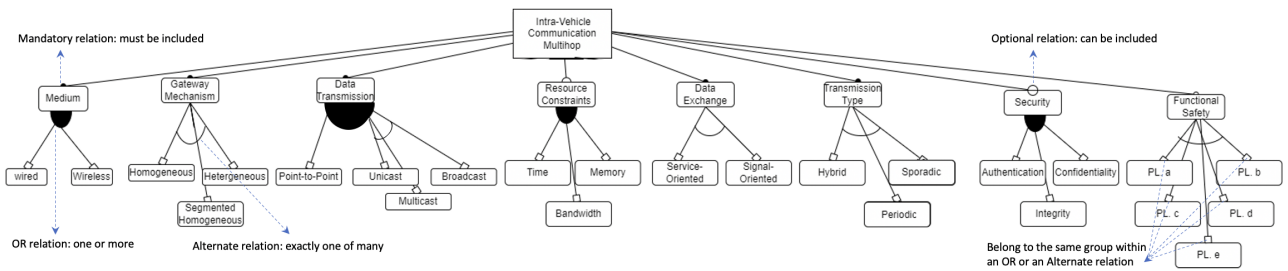 Intra-Vehicle
Communication
Multihop
Mandatory relation: must be included
Optional relation: can be included
Medium
Gateway
Mechanism
Data
Transmission
Resource
Constraints
Data
Exchange
Transmission
Type
Security
Functional
Safety
wired
Wireless
Homogeneous
Hetergeneous
Segmented
Homogeneous
Point-to-Point
Unicast
Multicast
Broadcast
Time
Memory
Bandwidth
Service-
Oriented
Signal-
Oriented
Hybrid
Sporadic
Periodic
Authentication
Confidentiality
Integrity
PL. a
PL. b
PL. c
PL. d
PL. e
OR relation: one or more
Alternate relation: exactly one of many
Belong to the same group within
an OR or an Alternate relation